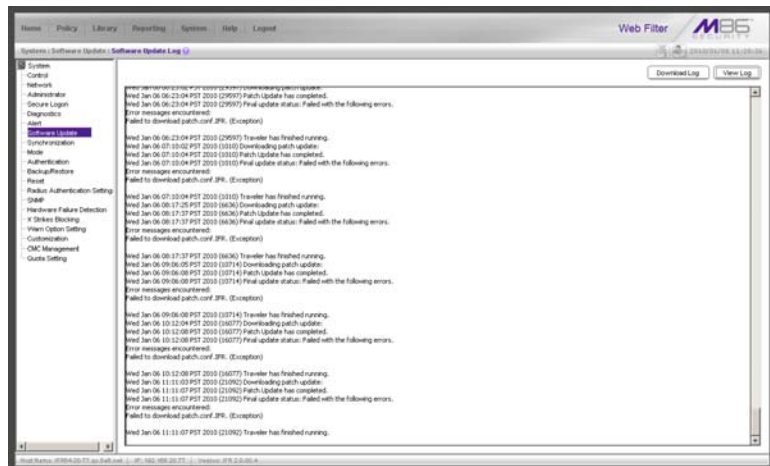 Home Policy Library Reporting System Help Logout
Web Filter M86 SECURITY
System : Software Update : Software Update Log
System
Control
Network
Administrator
Secure Logon
Diagnostics
Alert
Software Update
Synchronization
Mode
Authentication
Backup/Restore
Reset
Radius Authentication Setting
SNMP
Hardware Failure Detection
X Strikes Blocking
Warn Option Setting
Customization
CMC Management
Quota Setting
Download Log View Log
Wed Jan 06 06:23:02 PST 2010 (29597) Downloading patch update:
Wed Jan 06 06:23:04 PST 2010 (29597) Patch Update has completed.
Wed Jan 06 06:23:04 PST 2010 (29597) Final update status: Failed with the following errors.
Error messages encountered:
Failed to download patch.conf.IFR. (Exception)
Wed Jan 06 06:23:04 PST 2010 (29597) Traveler has finished running.
Wed Jan 06 07:10:02 PST 2010 (1010) Downloading patch update:
Wed Jan 06 07:10:04 PST 2010 (1010) Patch Update has completed.
Wed Jan 06 07:10:04 PST 2010 (1010) Final update status: Failed with the following errors.
Error messages encountered:
Failed to download patch.conf.IFR. (Exception)
Wed Jan 06 07:10:04 PST 2010 (1010) Traveler has finished running.
Wed Jan 06 08:17:25 PST 2010 (6636) Downloading patch update:
Wed Jan 06 08:17:37 PST 2010 (6636) Patch Update has completed.
Wed Jan 06 08:17:37 PST 2010 (6636) Final update status: Failed with the following errors.
Error messages encountered:
Failed to download patch.conf.IFR. (Exception)
Wed Jan 06 08:17:37 PST 2010 (6636) Traveler has finished running.
Wed Jan 06 09:06:05 PST 2010 (10714) Downloading patch update:
Wed Jan 06 09:06:08 PST 2010 (10714) Patch Update has completed.
Wed Jan 06 09:06:08 PST 2010 (10714) Final update status: Failed with the following errors.
Error messages encountered:
Failed to download patch.conf.IFR. (Exception)
Wed Jan 06 09:06:08 PST 2010 (10714) Traveler has finished running.
Wed Jan 06 10:12:04 PST 2010 (16077) Downloading patch update:
Wed Jan 06 10:12:08 PST 2010 (16077) Patch Update has completed.
Wed Jan 06 10:12:08 PST 2010 (16077) Final update status: Failed with the following errors.
Error messages encountered:
Failed to download patch.conf.IFR. (Exception)
Wed Jan 06 10:12:08 PST 2010 (16077) Traveler has finished running.
Wed Jan 06 11:11:03 PST 2010 (21092) Downloading patch update:
Wed Jan 06 11:11:07 PST 2010 (21092) Patch Update has completed.
Wed Jan 06 11:11:07 PST 2010 (21092) Final update status: Failed with the following errors.
Error messages encountered:
Failed to download patch.conf.IFR. (Exception)
Wed Jan 06 11:11:07 PST 2010 (21092) Traveler has finished running.
Host Name: IP: